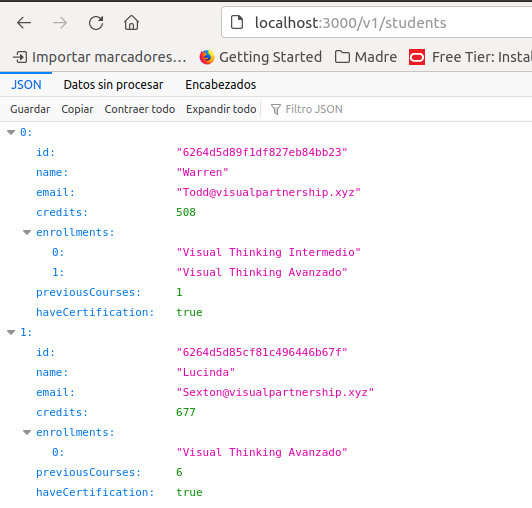 localhost:3000/v1/students
Importar marcadores… Getting Started Madre Free Tier: Instal
JSON Datos sin procesar Encabezados
Guardar Copiar Contraer todo Expandir todo Filtro JSON
0:
id: "6264d5d89f1df827eb84bb23"
name: "Warren"
email: "Todd@visualpartnership.xyz"
credits: 508
enrollments:
0: "Visual Thinking Intermedio"
1: "Visual Thinking Avanzado"
previousCourses: 1
haveCertification: true
1:
id: "6264d5d85cf81c496446b67f"
name: "Lucinda"
email: "Sexton@visualpartnership.xyz"
credits: 677
enrollments:
0: "Visual Thinking Avanzado"
previousCourses: 6
haveCertification: true